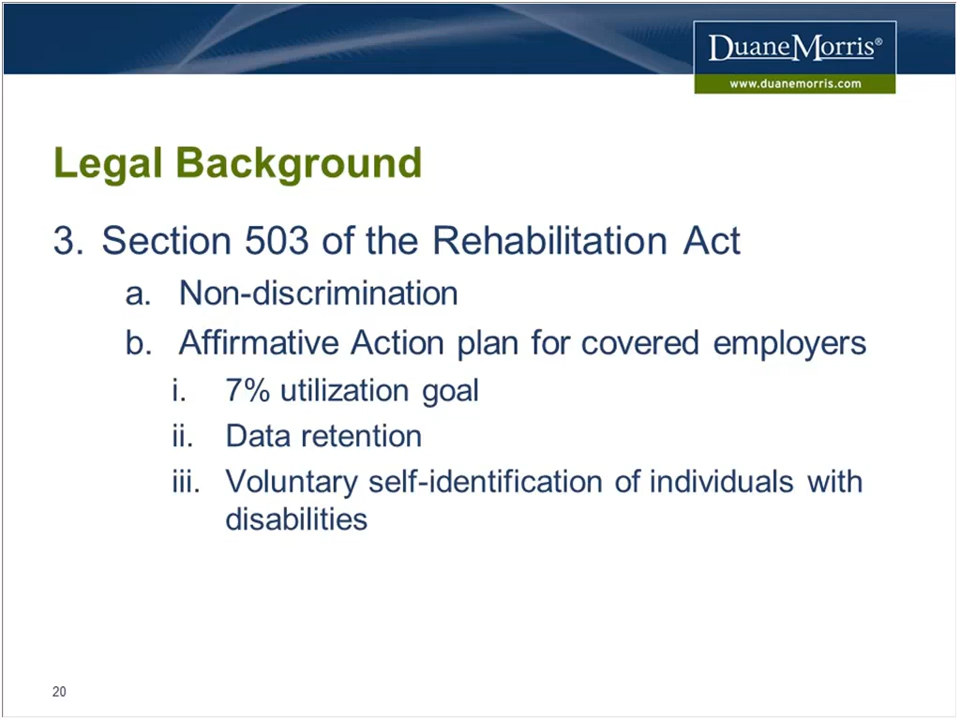 DuaneMorris®
www.duanemorris.com
Legal Background
3. Section 503 of the Rehabilitation Act
a. Non-discrimination
b. Affirmative Action plan for covered employers
i. 7% utilization goal
ii. Data retention
iii. Voluntary self-identification of individuals with
disabilities
20